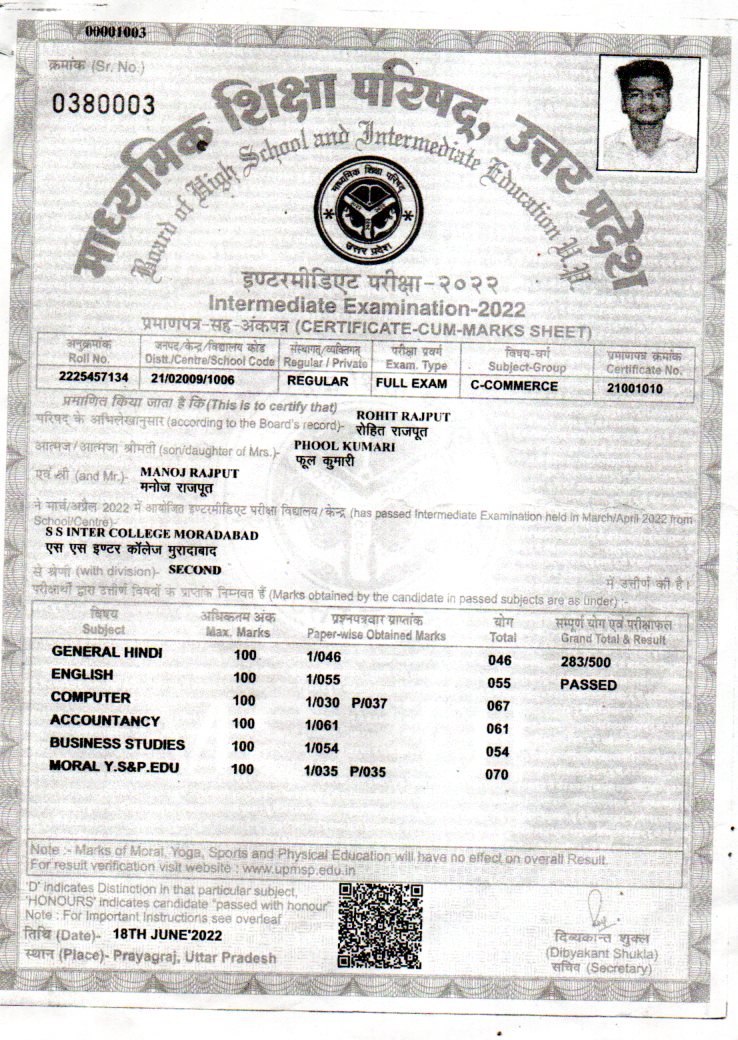 00001003
क्रमांक (Sr. No.)
0380003
माध्यमिक शिक्षा परिषद्, उत्तर प्रदेश
Board of High School and Intermediate Education U.P.
माध्यमिक शिक्षा परिषद्
उत्तर प्रदेश
इण्टरमीडिएट परीक्षा-२०२२
Intermediate Examination-2022
प्रमाणपत्र-सह-अंकपत्र (CERTIFICATE-CUM-MARKS SHEET)
अनुक्रमांक जनपद/केन्द्र/विद्यालय कोड संस्थागत/व्यक्तिगत परीक्षा प्रवर्ग विषय-वर्ग प्रमाणपत्र क्रमांक
Roll No. Distt./Centre/School Code Regular / Private Exam. Type Subject-Group Certificate No.
2225457134 21/02009/1006 REGULAR FULL EXAM C-COMMERCE 21001010
प्रमाणित किया जाता है कि (This is to certify that)
परिषद् के अभिलेखानुसार (according to the Board's record)- ROHIT RAJPUT
रोहित राजपूत
आत्मज/आत्मजा श्रीमती (son/daughter of Mrs.)- PHOOL KUMARI
फूल कुमारी
एवं श्री (and Mr.)- MANOJ RAJPUT
मनोज राजपूत
ने मार्च/अप्रैल 2022 में आयोजित इण्टरमीडिएट परीक्षा विद्यालय/केन्द्र (has passed Intermediate Examination held in March/April 2022 from
School/Centre)-
S S INTER COLLEGE MORADABAD
एस एस इण्टर कॉलेज मुरादाबाद
से श्रेणी (with division)- SECOND में उत्तीर्ण की है।
परीक्षार्थी द्वारा उत्तीर्ण विषयों के प्राप्तांक निम्नवत हैं (Marks obtained by the candidate in passed subjects are as under) :-
विषय अधिकतम अंक प्रश्नपत्रवार प्राप्तांक योग सम्पूर्ण योग एवं परीक्षाफल
Subject Max. Marks Paper-wise Obtained Marks Total Grand Total & Result
GENERAL HINDI 100 1/046 046 283/500
ENGLISH 100 1/055 055 PASSED
COMPUTER 100 1/030 P/037 067
ACCOUNTANCY 100 1/061 061
BUSINESS STUDIES 100 1/054 054
MORAL Y.S&P.EDU 100 1/035 P/035 070
Note :- Marks of Moral, Yoga, Sports and Physical Education will have no effect on overall Result.
For result verification visit website : www.upmsp.edu.in
'D' indicates Distinction in that particular subject,
'HONOURS' indicates candidate "passed with honour"
Note : For Important Instructions see overleaf
तिथि (Date)- 18TH JUNE'2022
स्थान (Place)- Prayagraj, Uttar Pradesh
दिव्यकान्त शुक्ल
(Dibyakant Shukla)
सचिव (Secretary)